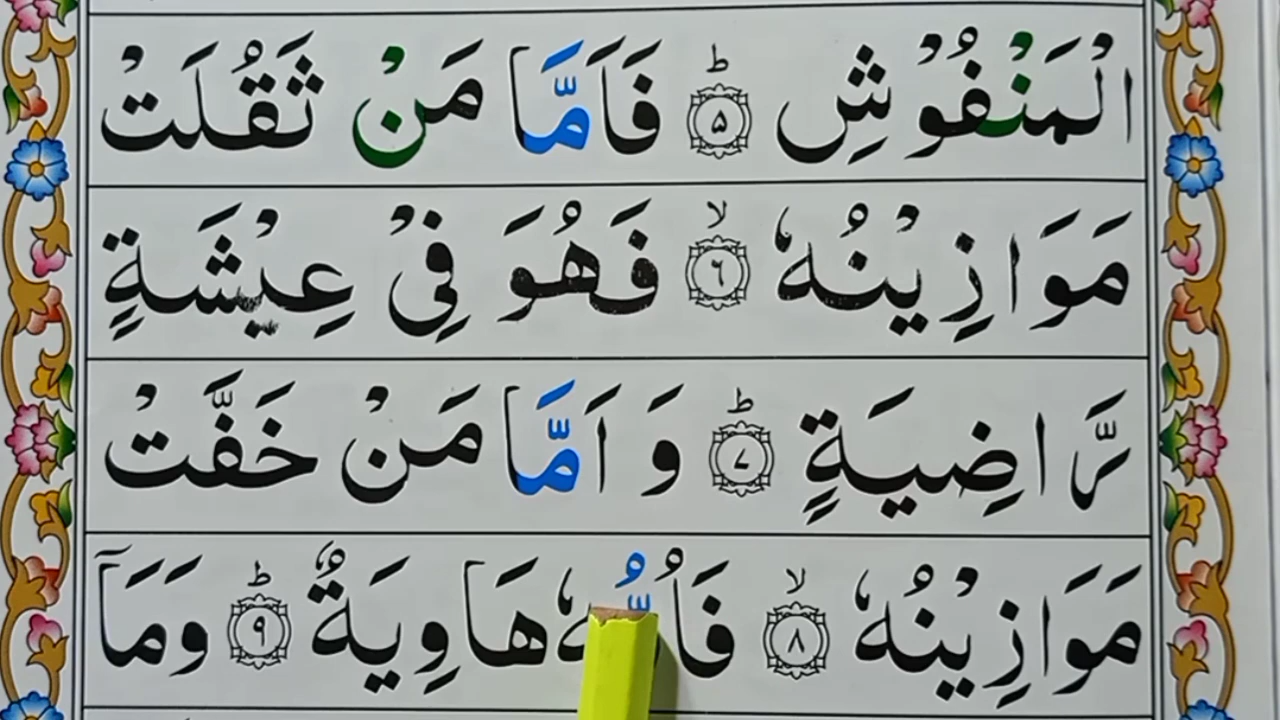 الْمَنْفُوْشِ ۵ؕ فَاَمَّا مَنْ ثَقُلَتْ
مَوَازِيْنُهٗ ۶ۙ فَهُوَ فِیْ عِيْشَةٍ
رَّاضِيَةٍ ۷ؕ وَ اَمَّا مَنْ خَفَّتْ
مَوَازِيْنُهٗ ۸ۙ هَاوِيَةٌ ۹ؕ وَمَاۤ